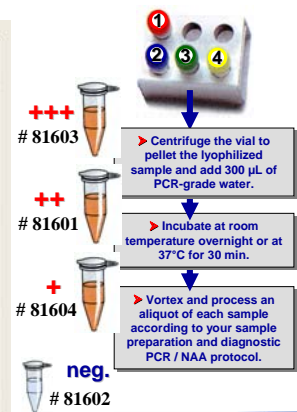 1
2
3
4
+++
# 81603
++
# 81601
+
# 81604
neg.
# 81602
Centrifuge the vial to
pellet the lyophilized
sample and add 300 µL of
PCR-grade water.
Incubate at room
temperature overnight or at
37°C for 30 min.
Vortex and process an
aliquot of each sample
according to your sample
preparation and diagnostic
PCR / NAA protocol.